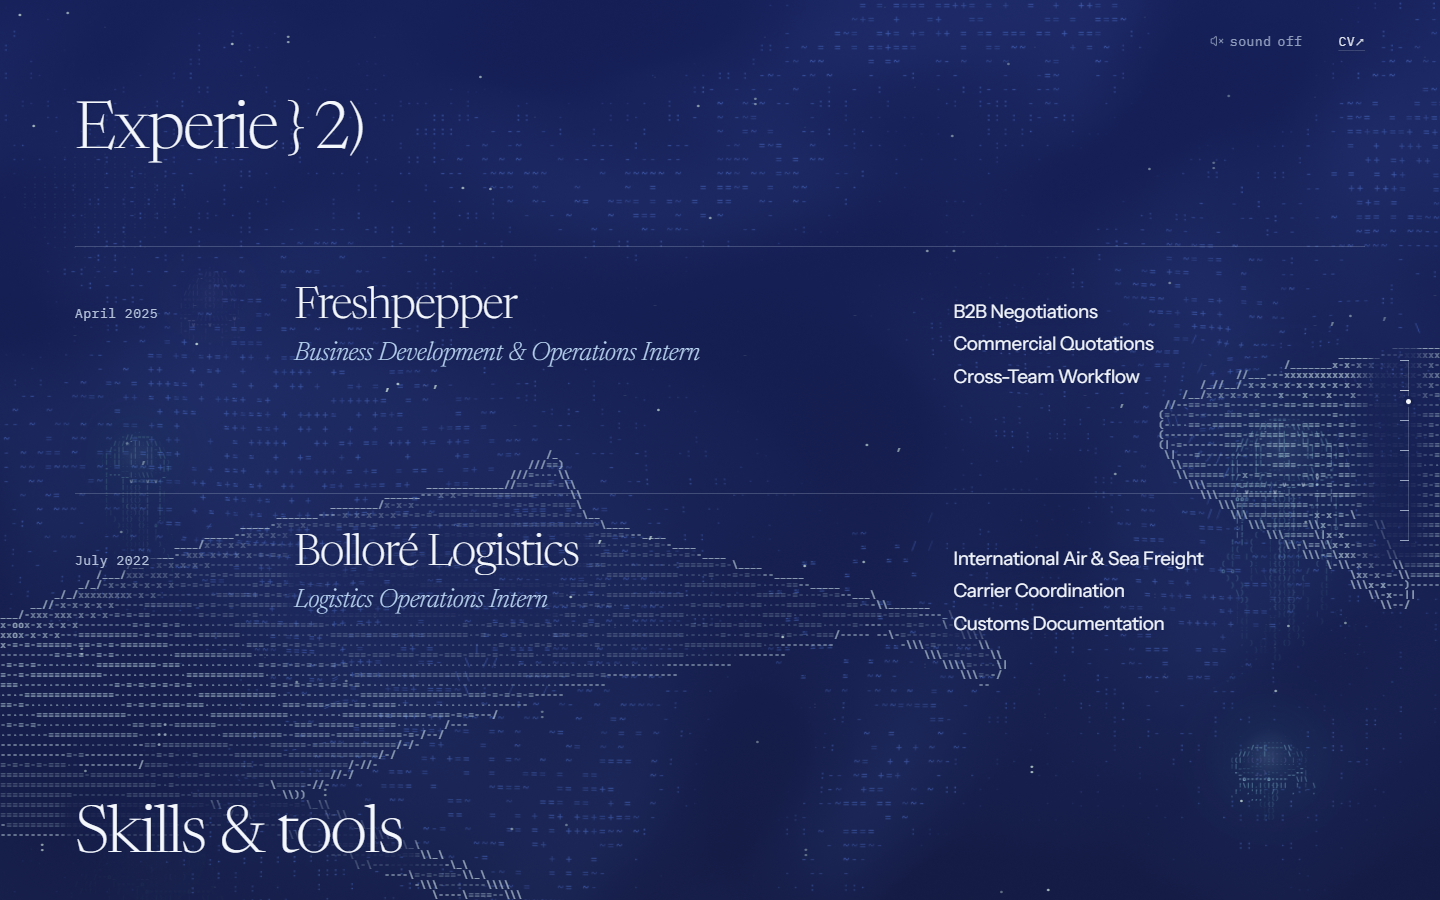 sound off
CV↗
Experie}2)
April 2025
Freshpepper
Business Development & Operations Intern
B2B Negotiations
Commercial Quotations
Cross-Team Workflow
July 2022
Bolloré Logistics
Logistics Operations Intern
International Air & Sea Freight
Carrier Coordination
Customs Documentation
Skills & tools